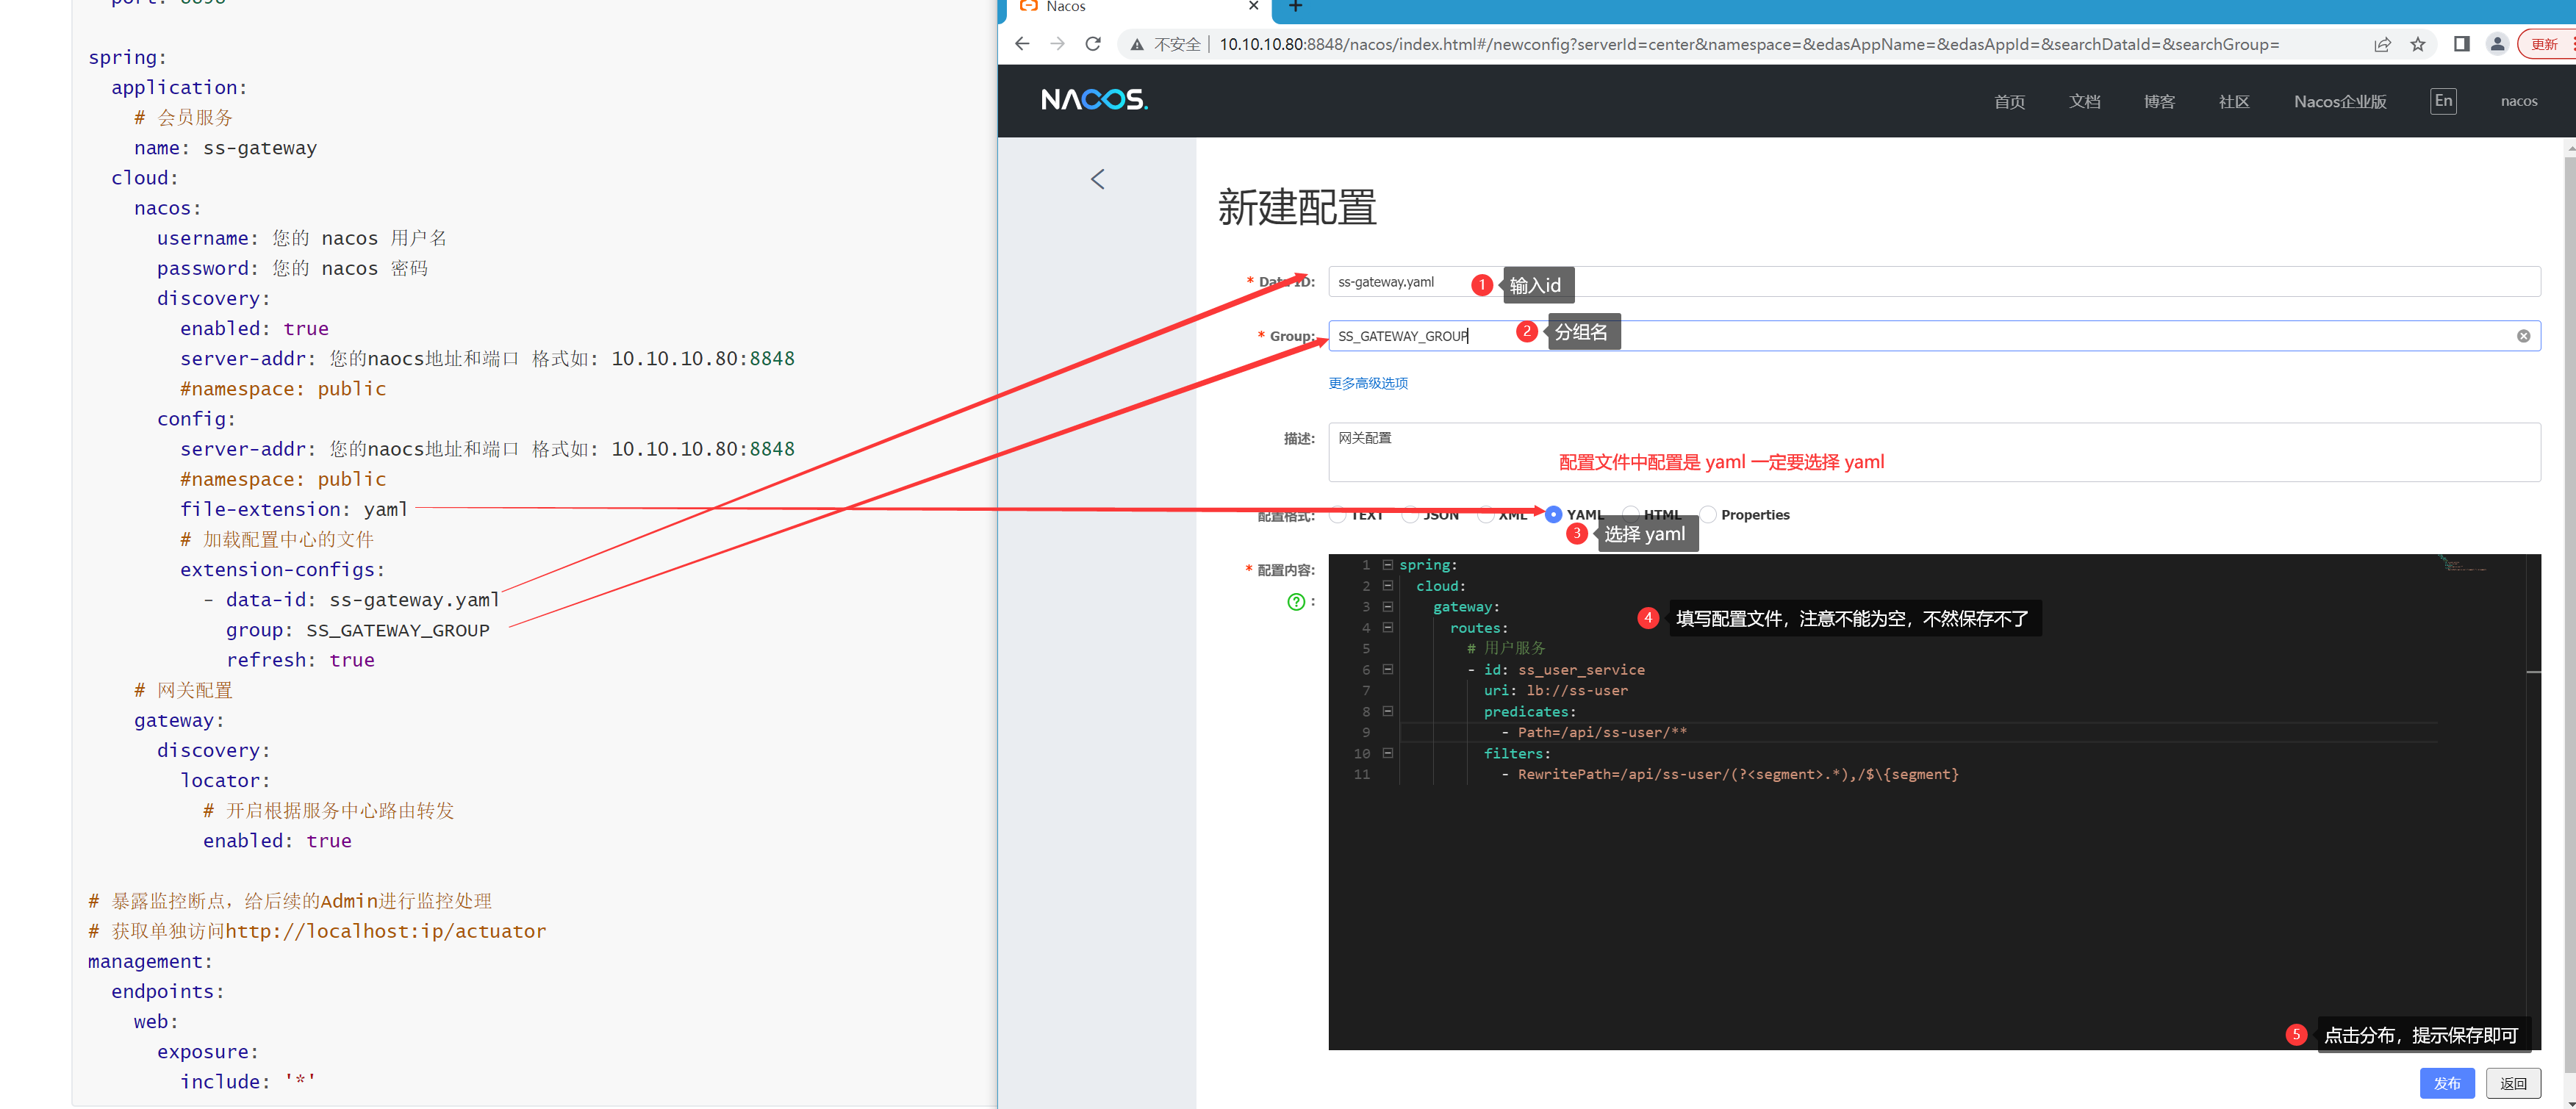 port: 8898
spring:
application:
# 会员服务
name: ss-gateway
cloud:
nacos:
username: 您的 nacos 用户名
password: 您的 nacos 密码
discovery:
enabled: true
server-addr: 您的naocs地址和端口 格式如: 10.10.10.80:8848
#namespace: public
config:
server-addr: 您的naocs地址和端口 格式如: 10.10.10.80:8848
#namespace: public
file-extension: yaml
# 加载配置中心的文件
extension-configs:
- data-id: ss-gateway.yaml
group: SS_GATEWAY_GROUP
refresh: true
# 网关配置
gateway:
discovery:
locator:
# 开启根据服务中心路由转发
enabled: true
# 暴露监控断点，给后续的Admin进行监控处理
# 获取单独访问http://localhost:ip/actuator
management:
endpoints:
web:
exposure:
include: '*'
Nacos
不安全 10.10.10.80:8848/nacos/index.html#/newconfig?serverId=center&namespace=&edasAppName=&edasAppId=&searchDataId=&searchGroup=
更新
NACOS.
首页 文档 博客 社区 Nacos企业版 En nacos
新建配置
* Data ID: ss-gateway.yaml 1 输入id
* Group: SS_GATEWAY_GROUP 2 分组名
更多高级选项
描述: 网关配置
配置文件中配置是 yaml 一定要选择 yaml
配置格式: TEXT JSON XML YAML HTML Properties
3 选择 yaml
* 配置内容:
? :
1 spring:
2 cloud:
3 gateway:
4 routes:
4 填写配置文件，注意不能为空，不然保存不了
5 # 用户服务
6 - id: ss_user_service
7 uri: lb://ss-user
8 predicates:
9 - Path=/api/ss-user/**
10 filters:
11 - RewritePath=/api/ss-user/(?<segment>.*),/$\{segment}
5 点击分布，提示保存即可
发布 返回